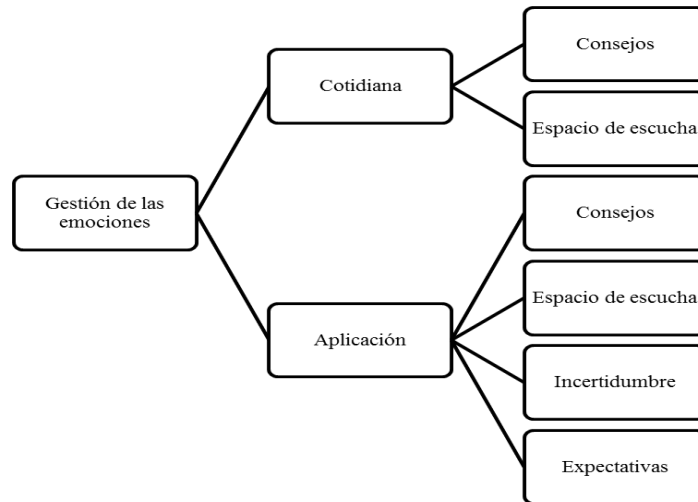 Gestión de las
emociones
Cotidiana
Consejos
Espacio de escucha
Aplicación
Consejos
Espacio de escucha
Incertidumbre
Expectativas